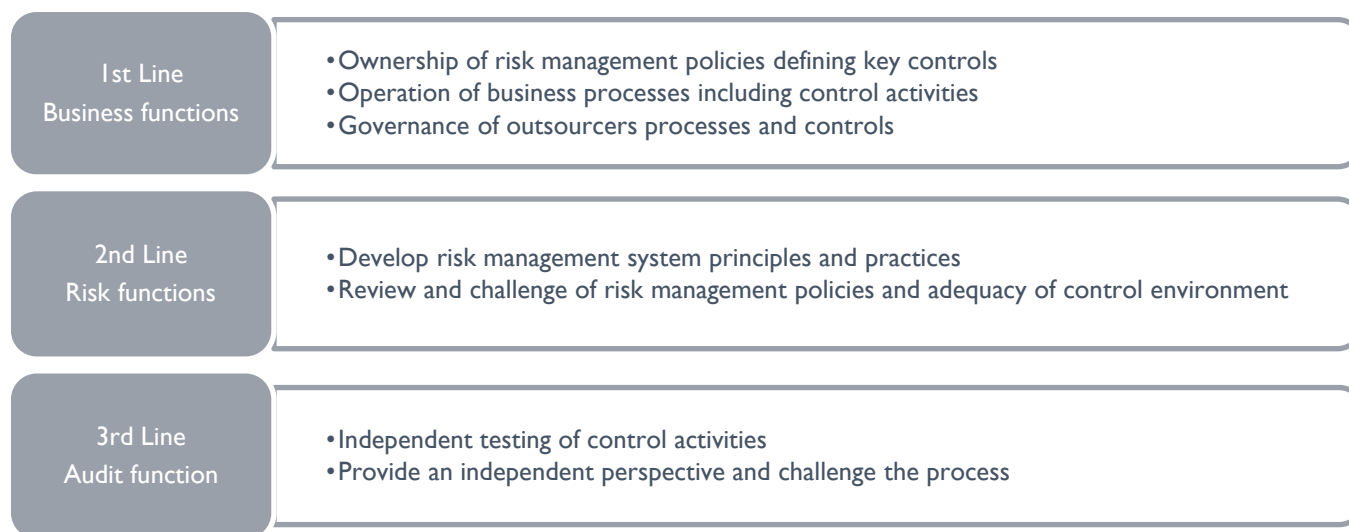 1st Line
Business functions
•Ownership of risk management policies defining key controls
•Operation of business processes including control activities
•Governance of outsourcers processes and controls
2nd Line
Risk functions
•Develop risk management system principles and practices
•Review and challenge of risk management policies and adequacy of control environment
3rd Line
Audit function
•Independent testing of control activities
•Provide an independent perspective and challenge the process